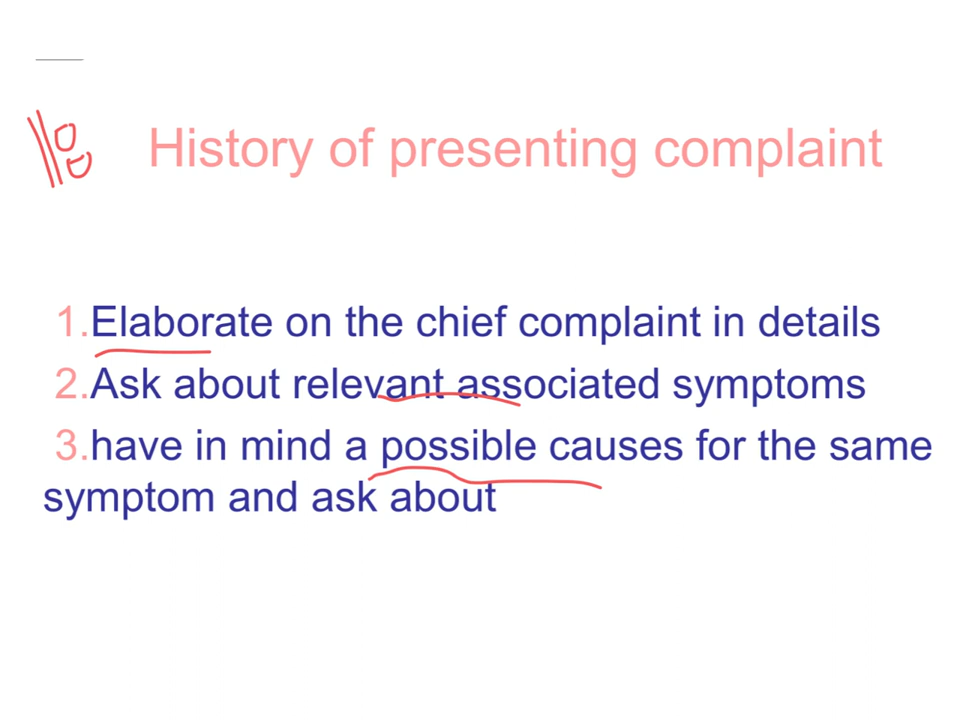 History of presenting complaint
1.Elaborate on the chief complaint in details
2.Ask about relevant associated symptoms
3.have in mind a possible causes for the same
symptom and ask about